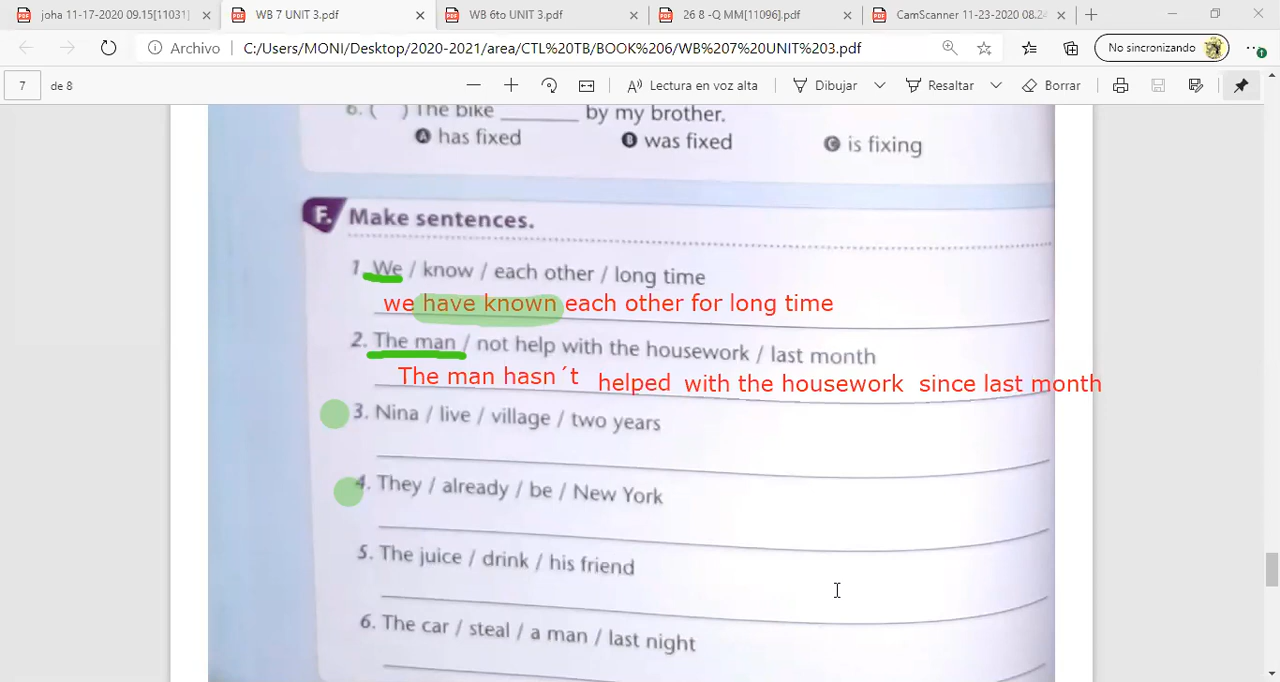 joha 11-17-2020 09.15[11031]
WB 7 UNIT 3.pdf
WB 6to UNIT 3.pdf
26 8 -Q MM[11096].pdf
CamScanner 11-23-2020 08.24
Archivo
C:/Users/MONI/Desktop/2020-2021/area/CTL%20TB/BOOK%206/WB%207%20UNIT%203.pdf
No sincronizando
7 de 8
Lectura en voz alta
Dibujar
Resaltar
Borrar
6. ( ) The bike ________ by my brother.
A has fixed B was fixed C is fixing
F. Make sentences.
1. We / know / each other / long time
we have known each other for long time
2. The man / not help with the housework / last month
The man hasn´t helped with the housework since last month
3. Nina / live / village / two years
4. They / already / be / New York
5. The juice / drink / his friend
6. The car / steal / a man / last night